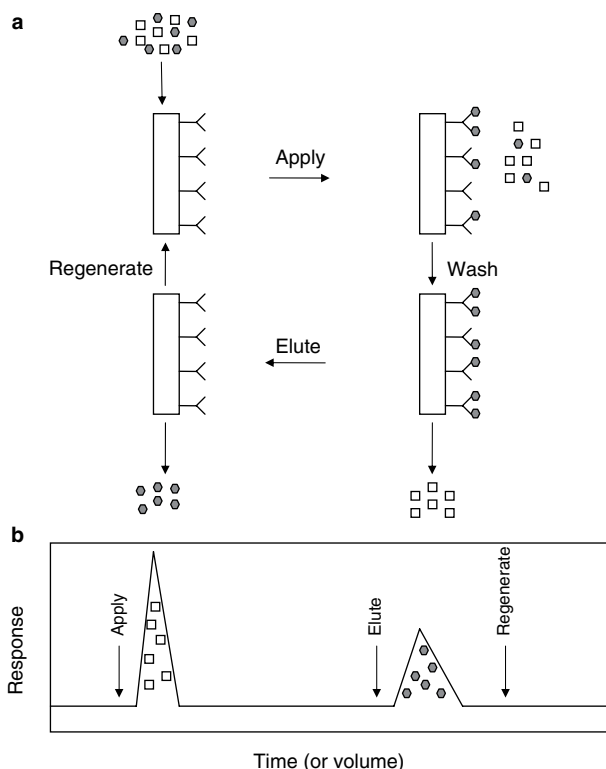 a
Apply
Regenerate
Wash
Elute
b
Response
Apply
Elute
Regenerate
Time (or volume)